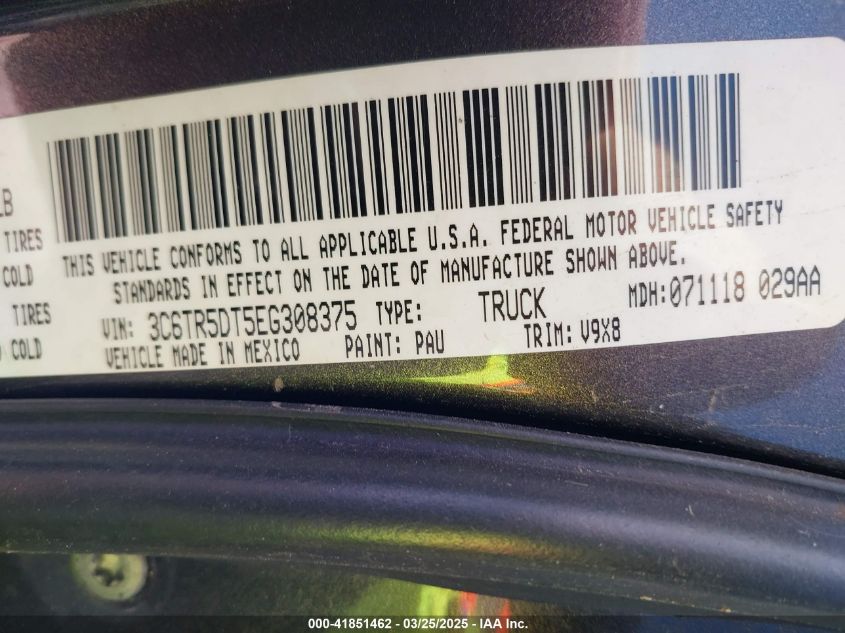 LB
TIRES
COLD
TIRES
COLD
THIS VEHICLE CONFORMS TO ALL APPLICABLE U.S.A. FEDERAL MOTOR VEHICLE SAFETY
STANDARDS IN EFFECT ON THE DATE OF MANUFACTURE SHOWN ABOVE.
VIN: 3C6TR5DT5EG308375 TYPE: TRUCK MDH:071118 029AA
VEHICLE MADE IN MEXICO PAINT: PAU TRIM: V9X8
000-41851462 - 03/25/2025 - IAA Inc.